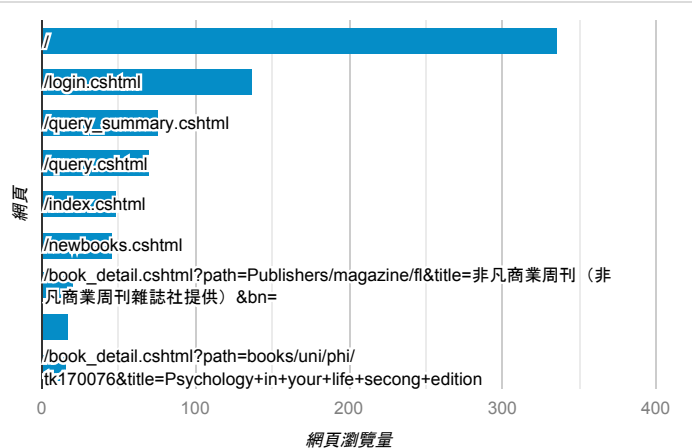 /
/login.cshtml
/query_summary.cshtml
/query.cshtml
/index.cshtml
/newbooks.cshtml
/book_detail.cshtml?path=Publishers/magazine/fl&title=非凡商業周刊（非
凡商業周刊雜誌社提供）&bn=
/book_detail.cshtml?path=books/uni/phi/
tk170076&title=Psychology+in+your+life+secong+edition
網頁
0 100 200 300 400
網頁瀏覽量